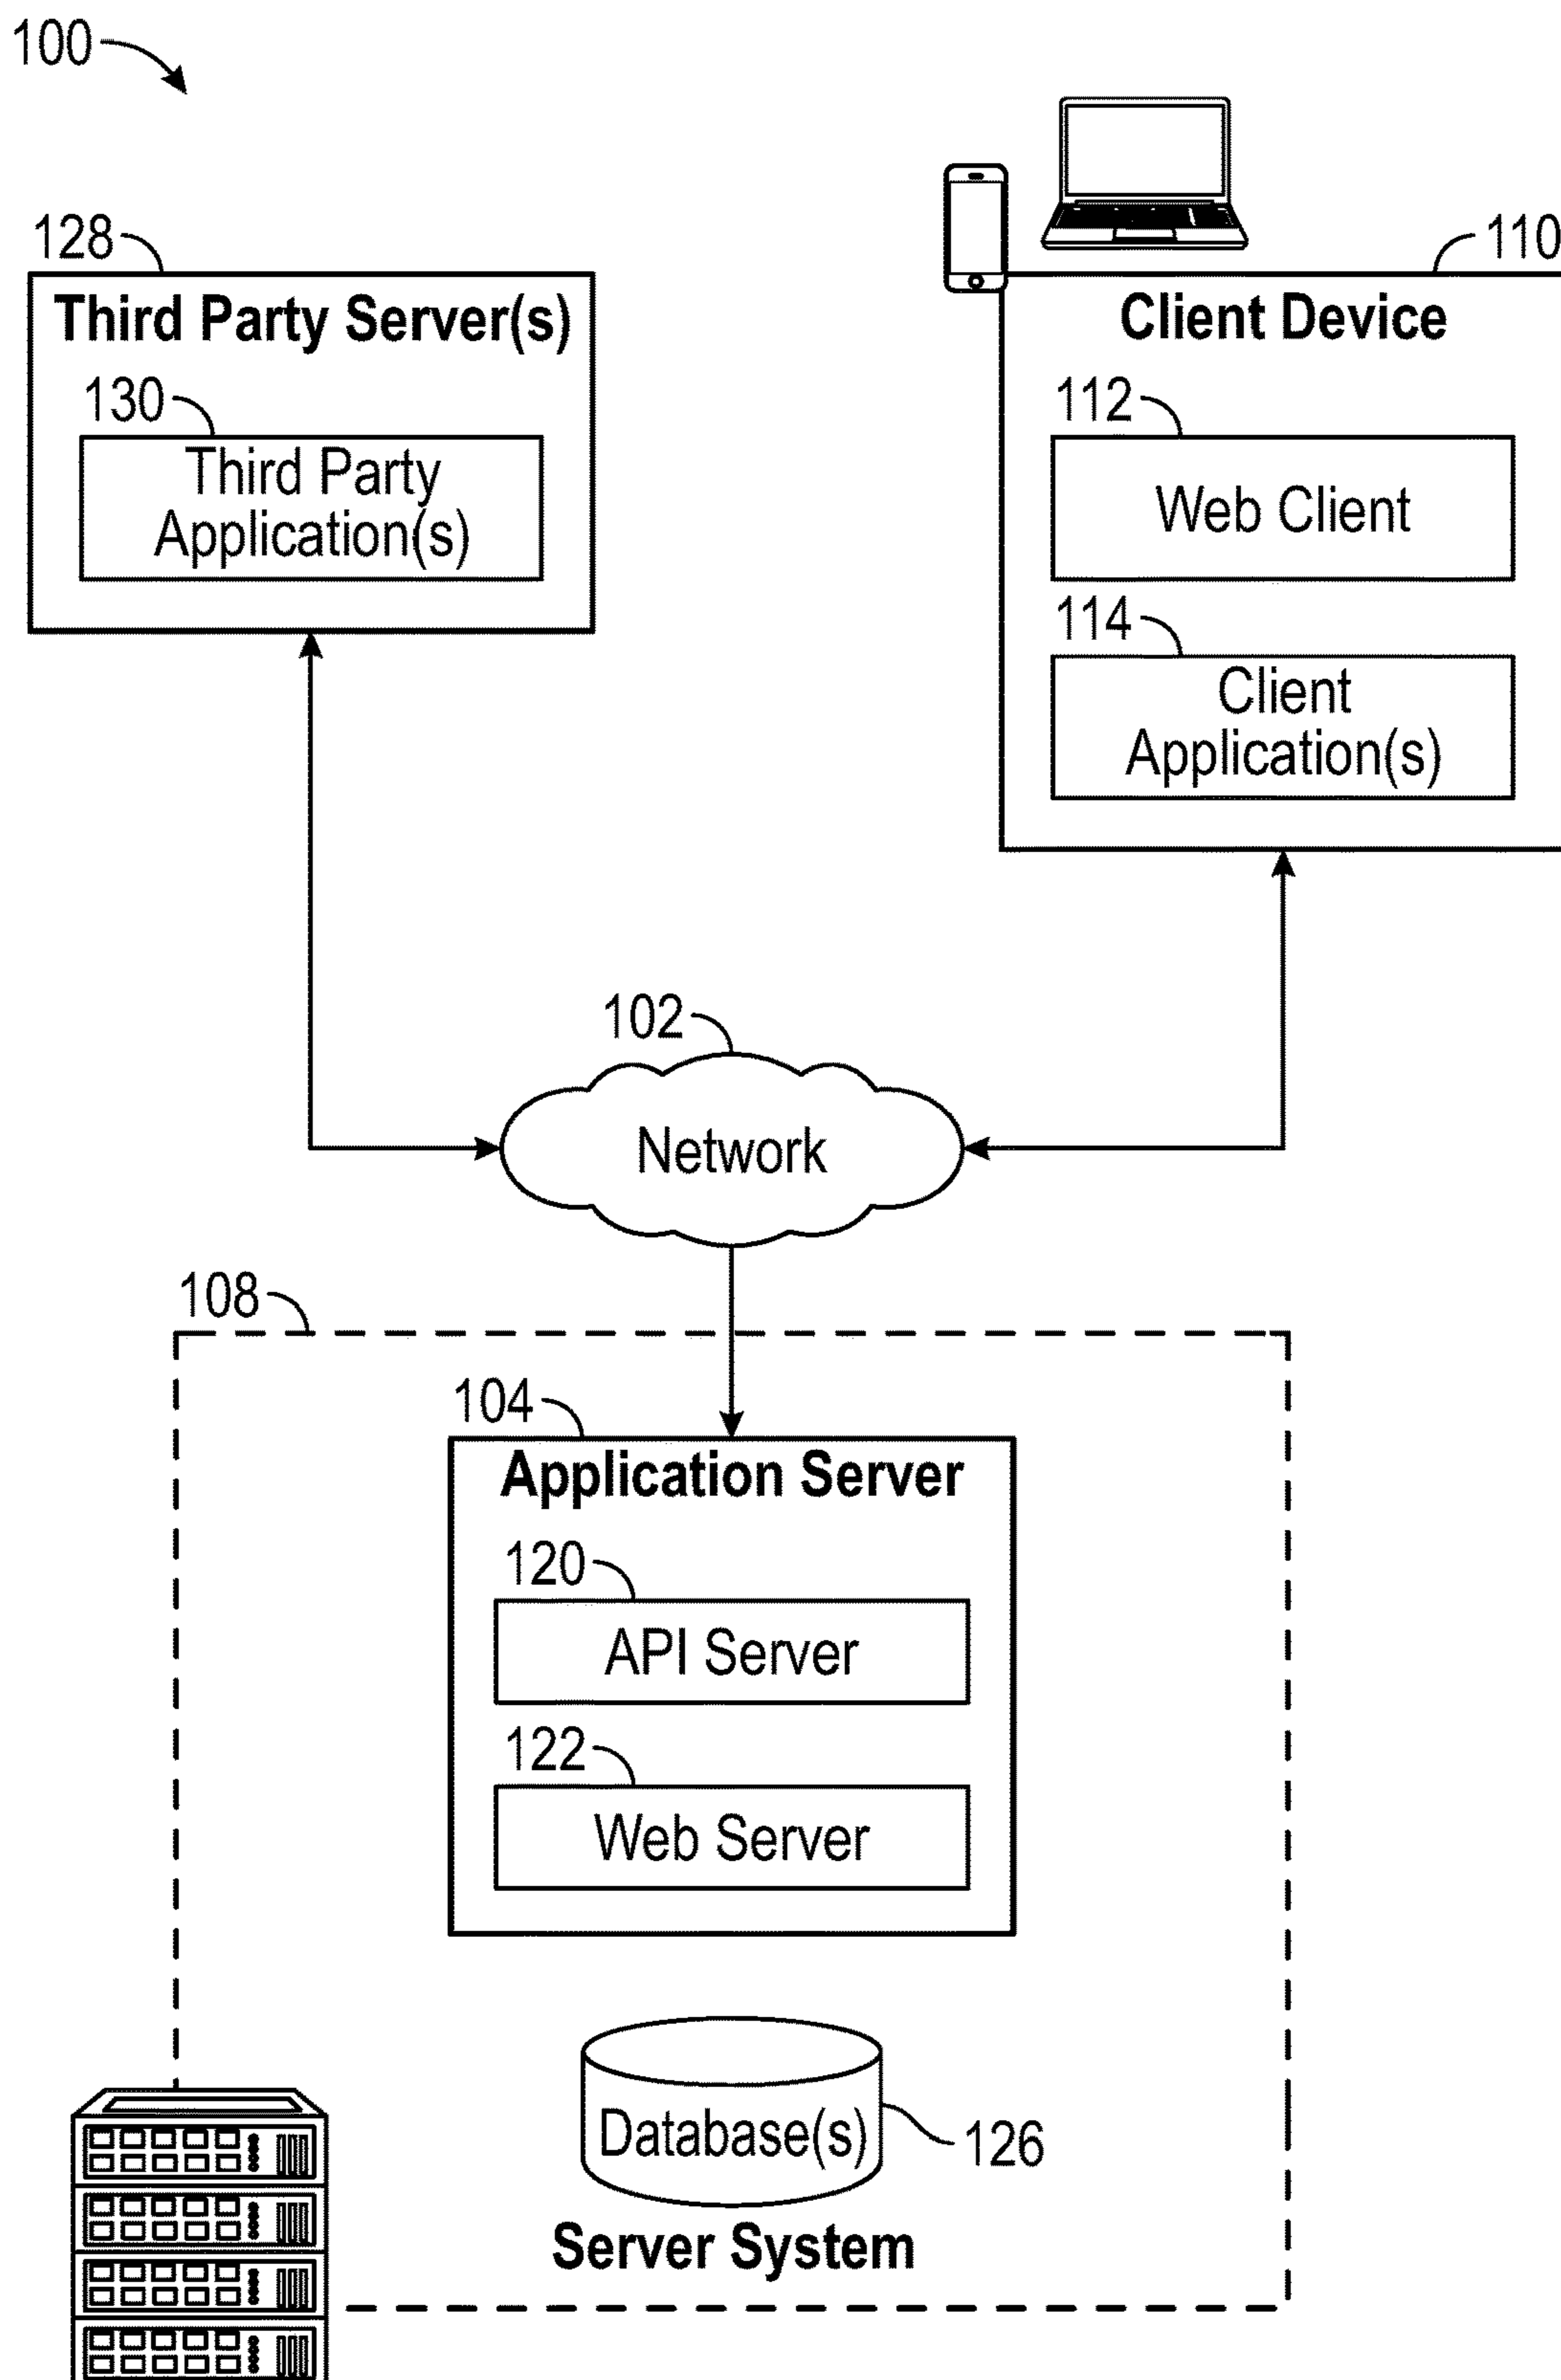 100
128
Third Party Server(s)
130
Third Party
Application(s)
110
Client Device
112
Web Client
114
Client
Application(s)
102
Network
108
104
Application Server
120
API Server
122
Web Server
Database(s)
126
Server System